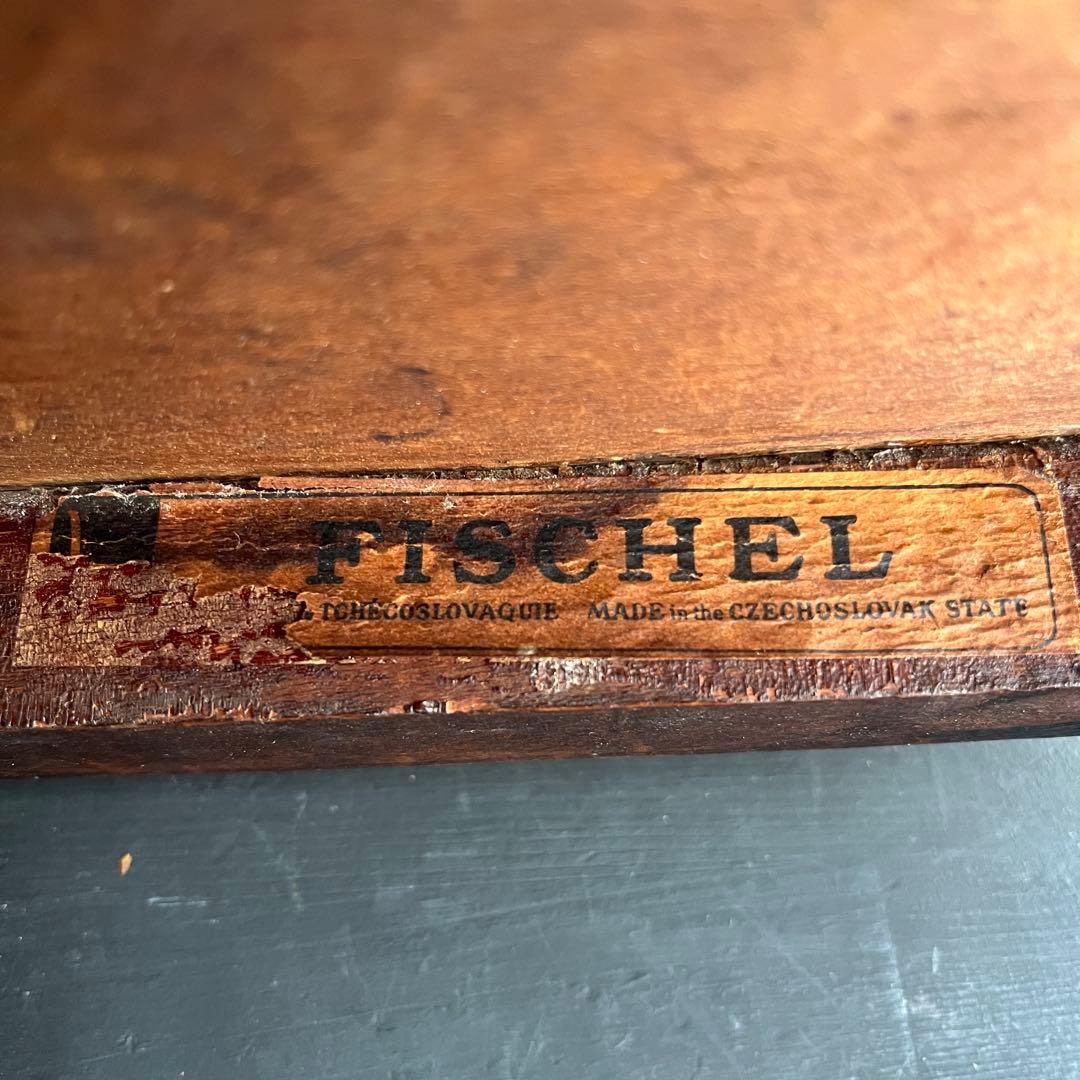 FISCHEL
TCHÉCOSLOVAQUIE MADE in the CZECHOSLOVAK STATE